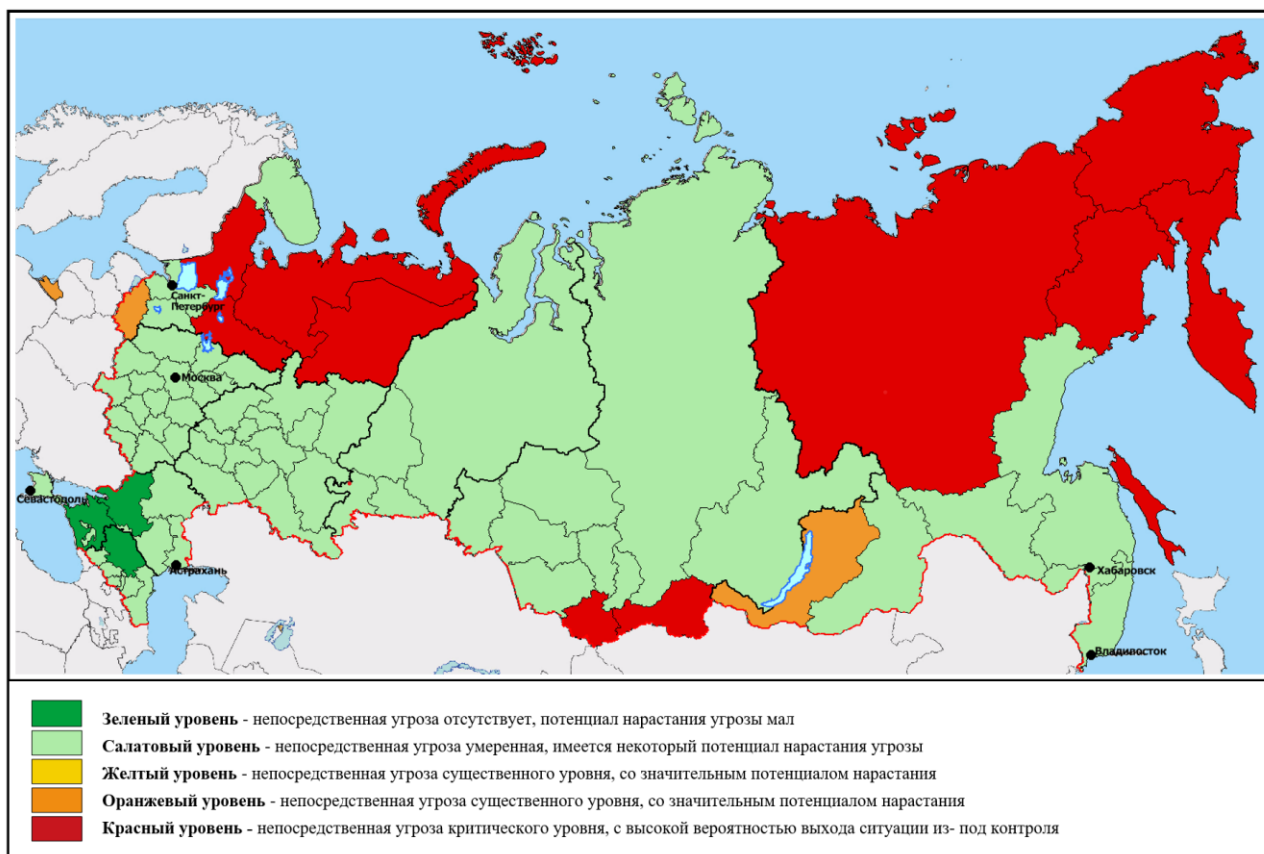 Санкт-
Петербург
Москва
Севастополь
Астрахань
Хабаровск
Владивосток
Зеленый уровень - непосредственная угроза отсутствует, потенциал нарастания угрозы мал
Салатовый уровень - непосредственная угроза умеренная, имеется некоторый потенциал нарастания угрозы
Желтый уровень - непосредственная угроза существенного уровня, со значительным потенциалом нарастания
Оранжевый уровень - непосредственная угроза существенного уровня, со значительным потенциалом нарастания
Красный уровень - непосредственная угроза критического уровня, с высокой вероятностью выхода ситуации из- под контроля